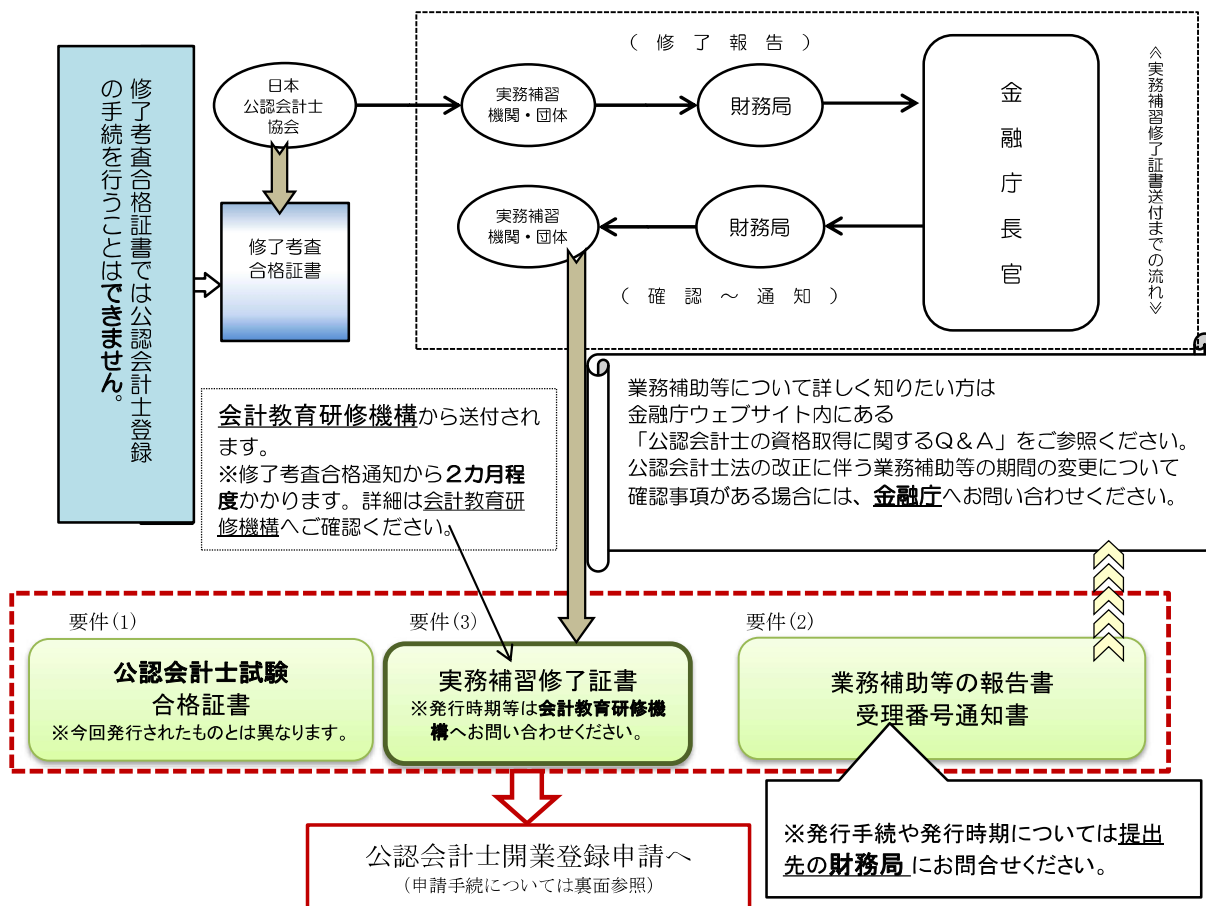 修了考査合格証書では公認会計士登録
の手続を行うことはできません。
日本
公認会計士
協会
修了考査
合格証書
（修了報告）
実務補習
機関・団体
財務局
金融庁長官
≪実務補習修了証書送付までの流れ≫
実務補習
機関・団体
財務局
（確認～通知）
会計教育研修機構から送付され
ます。
※修了考査合格通知から２カ月程
度かかります。詳細は会計教育研
修機構へご確認ください。
業務補助等について詳しく知りたい方は
金融庁ウェブサイト内にある
「公認会計士の資格取得に関するＱ＆Ａ」をご参照ください。
公認会計士法の改正に伴う業務補助等の期間の変更について
確認事項がある場合には、金融庁へお問い合わせください。
要件(1)
公認会計士試験
合格証書
※今回発行されたものとは異なります。
要件(3)
実務補習修了証書
※発行時期等は会計教育研修機
構へお問い合わせください。
要件(2)
業務補助等の報告書
受理番号通知書
※発行手続や発行時期については提出
先の財務局 にお問合せください。
公認会計士開業登録申請へ
（申請手続については裏面参照）